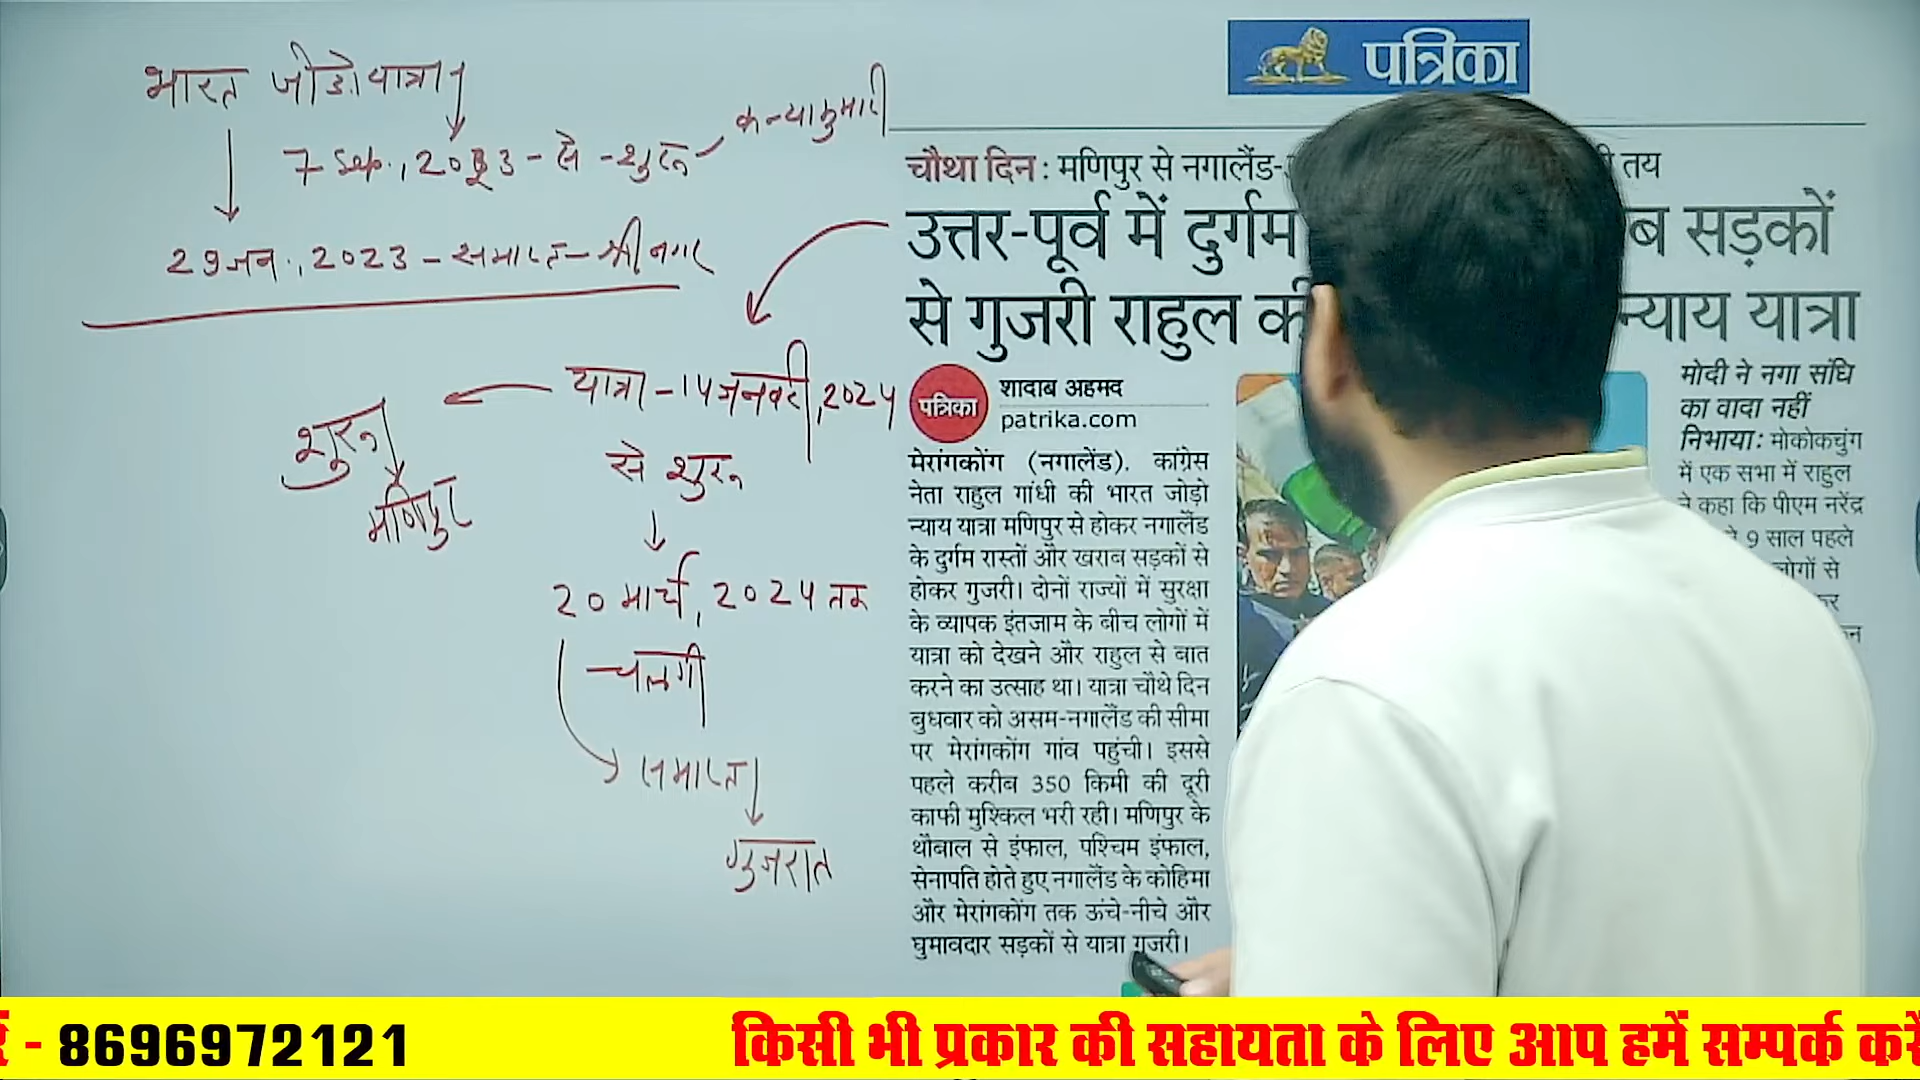 भारत जोडो यात्रा
7 Sep., 2023 - से - शुरू - कन्याकुमारी
29 जन., 2023 - समाप्त - श्रीनगर
यात्रा - 14 जनवरी, 2024
से शुरू
शुरू
मणिपुर
20 मार्च, 2024 तक
चलगी
समाप्त
गुजरात
पत्रिका
चौथा दिन: मणिपुर से नगालैंड- तय
उत्तर-पूर्व में दुर्गम ब सड़कों
से गुजरी राहुल की न्याय यात्रा
पत्रिका
शादाब अहमद
patrika.com
मेरांगकोंग (नगालेंड). कांग्रेस
नेता राहुल गांधी की भारत जोड़ो
न्याय यात्रा मणिपुर से होकर नगालैंड
के दुर्गम रास्तों और खराब सड़कों से
होकर गुजरी। दोनों राज्यों में सुरक्षा
के व्यापक इंतजाम के बीच लोगों में
यात्रा को देखने और राहुल से बात
करने का उत्साह था। यात्रा चौथे दिन
बुधवार को असम-नगालैंड की सीमा
पर मेरांगकोंग गांव पहुंची। इससे
पहले करीब 350 किमी की दूरी
काफी मुश्किल भरी रही। मणिपुर के
थौबाल से इंफाल, पश्चिम इंफाल,
सेनापति होते हुए नगालैंड के कोहिमा
और मेरांगकोंग तक ऊंचे-नीचे और
घुमावदार सड़कों से यात्रा गुजरी।
मोदी ने नगा संधि
का वादा नहीं
निभाया: मोकोकचुंग
में एक सभा में राहुल
ने कहा कि पीएम नरेंद्र
9 साल पहले
लोगों से
- 8696972121 किसी भी प्रकार की सहायता के लिए आप हमें सम्पर्क करें